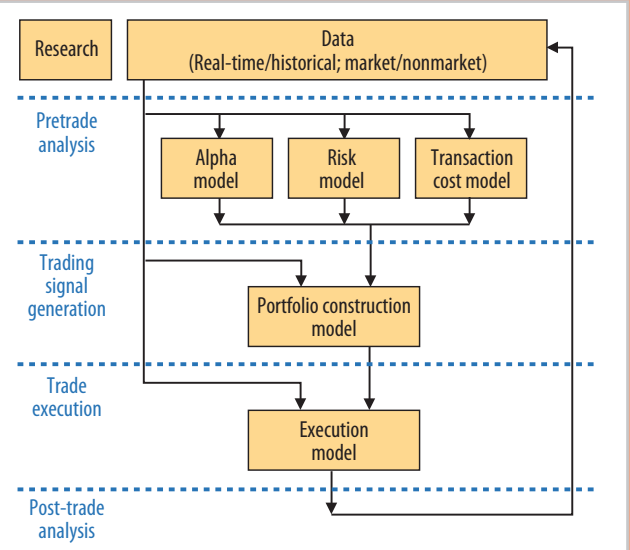 Research
Data
(Real-time/historical; market/nonmarket)
Pretrade
analysis
Alpha
model
Risk
model
Transaction
cost model
Trading
signal
generation
Portfolio construction
model
Trade
execution
Execution
model
Post-trade
analysis